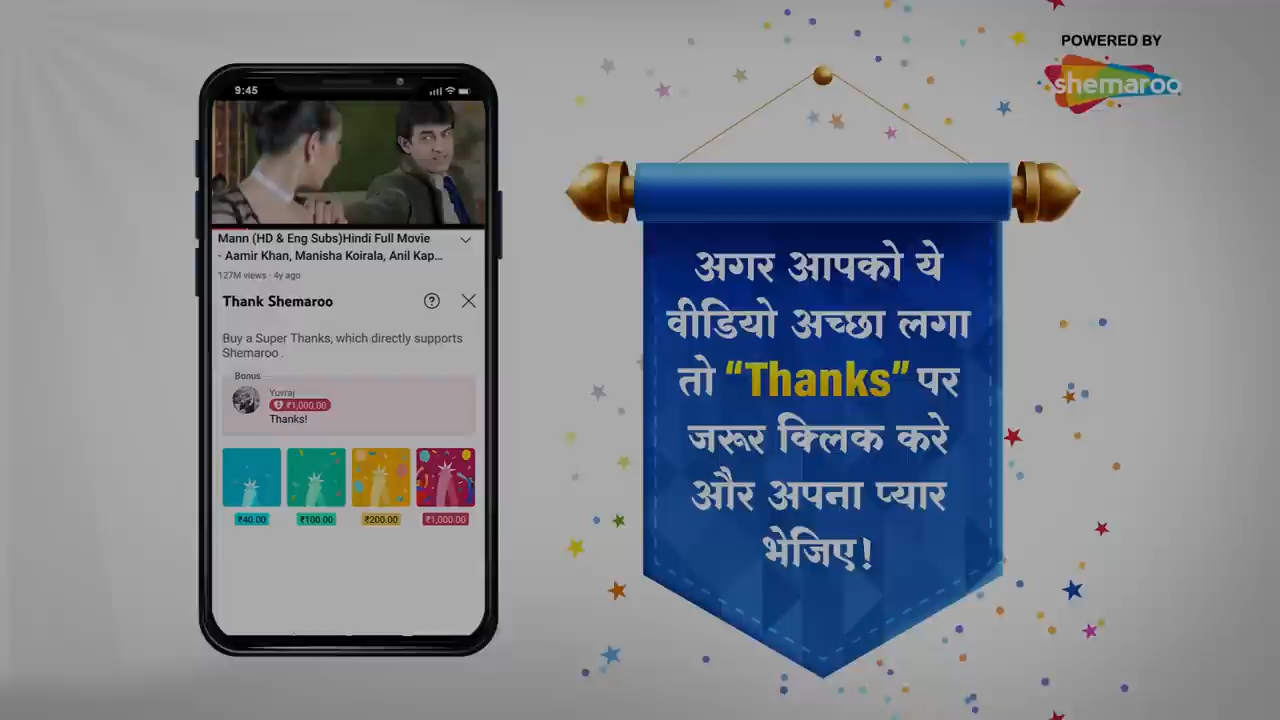 POWERED BY
shemaroo
9:45
Mann (HD & Eng Subs)Hindi Full Movie
- Aamir Khan, Manisha Koirala, Anil Kap...
127M views · 4y ago
Thank Shemaroo
Buy a Super Thanks, which directly supports
Shemaroo .
Bonus
Yuvraj
₹1,000.00
Thanks!
₹40.00 ₹100.00 ₹200.00 ₹1,000.00
अगर आपको ये
वीडियो अच्छा लगा
तो “Thanks” पर
जरूर क्लिक करे
और अपना प्यार
भेजिए!